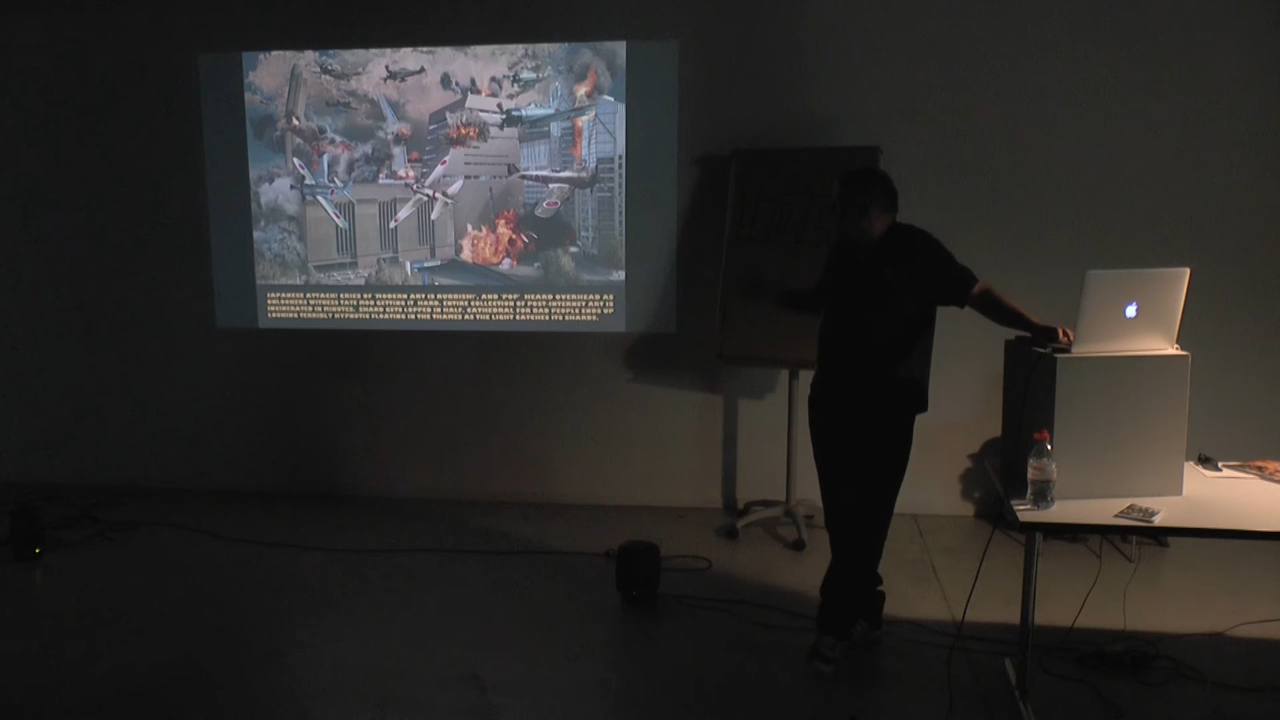 JAPANESE ATTACK! CRIES OF 'MODERN ART IS RUBBISH!', AND 'POP' HEARD OVERHEAD AS
ONLOOKERS WITNESS TATE MOD GETTING IT HARD. ENTIRE COLLECTION OF POST-INTERNET ART IS
INCINERATED IN MINUTES. SHARD GETS LOPPED IN HALF. CATHEDRAL FOR BAD PEOPLE ENDS UP
LOOKING TERRIBLY HYPNOTIC FLOATING IN THE THAMES AS THE LIGHT CATCHES ITS SHARDS.